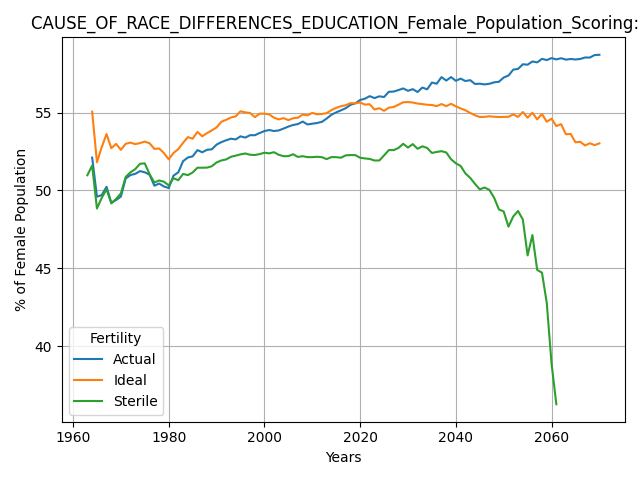 CAUSE_OF_RACE_DIFFERENCES_EDUCATION_Female_Population_Scoring:
% of Female Population
55
50
45
40
Fertility
Actual
Ideal
Sterile
1960 1980 2000 2020 2040 2060
Years